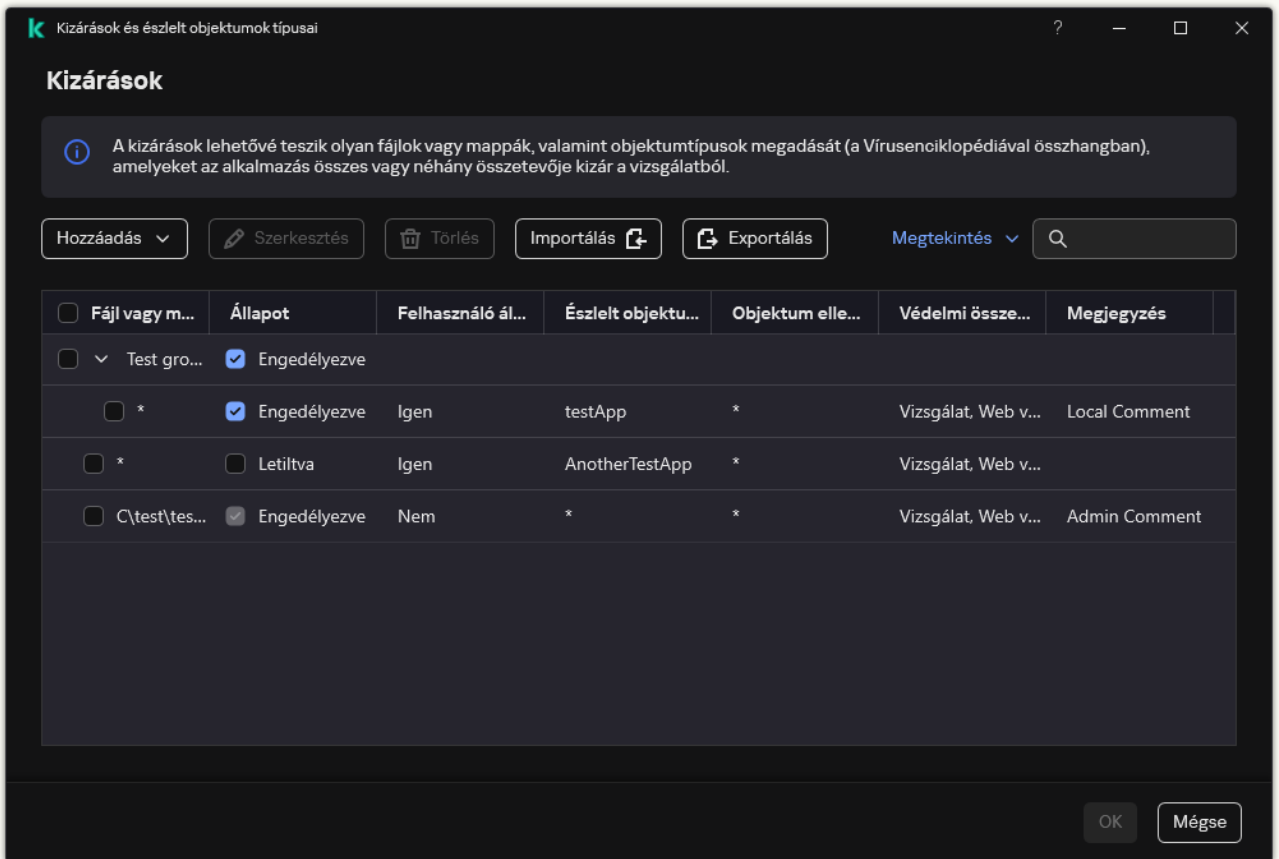 Kizárások és észlelt objektumok típusai
Kizárások
A kizárások lehetővé teszik olyan fájlok vagy mappák, valamint objektumtípusok megadását (a Vírusenciklopédiával összhangban),
amelyeket az alkalmazás összes vagy néhány összetevője kizár a vizsgálatból.
Hozzáadás Szerkesztés Törlés Importálás Exportálás Megtekintés
Fájl vagy m... Állapot Felhasználó ál... Észlelt objektu... Objektum elle... Védelmi össze... Megjegyzés
Test gro... Engedélyezve
* Engedélyezve Igen testApp * Vizsgálat, Web v... Local Comment
* Letiltva Igen AnotherTestApp * Vizsgálat, Web v...
C\test\tes... Engedélyezve Nem * * Vizsgálat, Web v... Admin Comment
OK Mégse